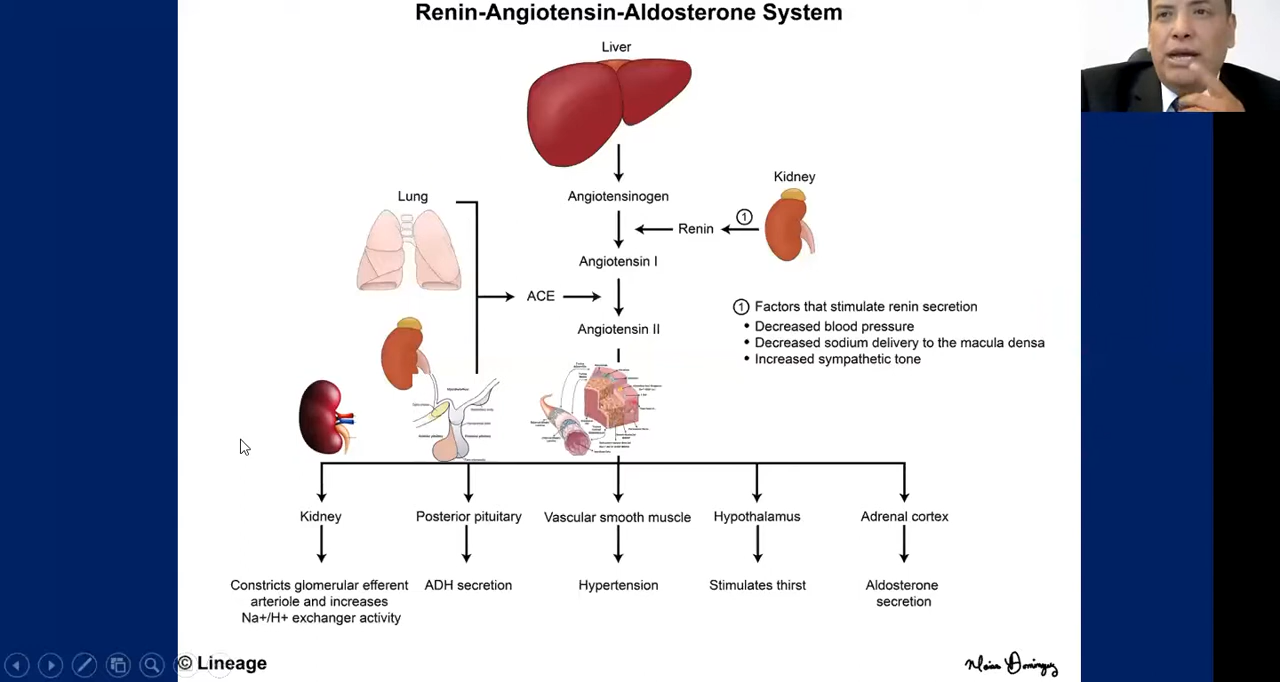 Renin-Angiotensin-Aldosterone System
Liver
Kidney
Lung
Angiotensinogen
Renin
1
Angiotensin I
ACE
1 Factors that stimulate renin secretion
• Decreased blood pressure
• Decreased sodium delivery to the macula densa
• Increased sympathetic tone
Angiotensin II
Kidney
Posterior pituitary
Vascular smooth muscle
Hypothalamus
Adrenal cortex
Constricts glomerular efferent
arteriole and increases
Na+/H+ exchanger activity
ADH secretion
Hypertension
Stimulates thirst
Aldosterone
secretion
© Lineage